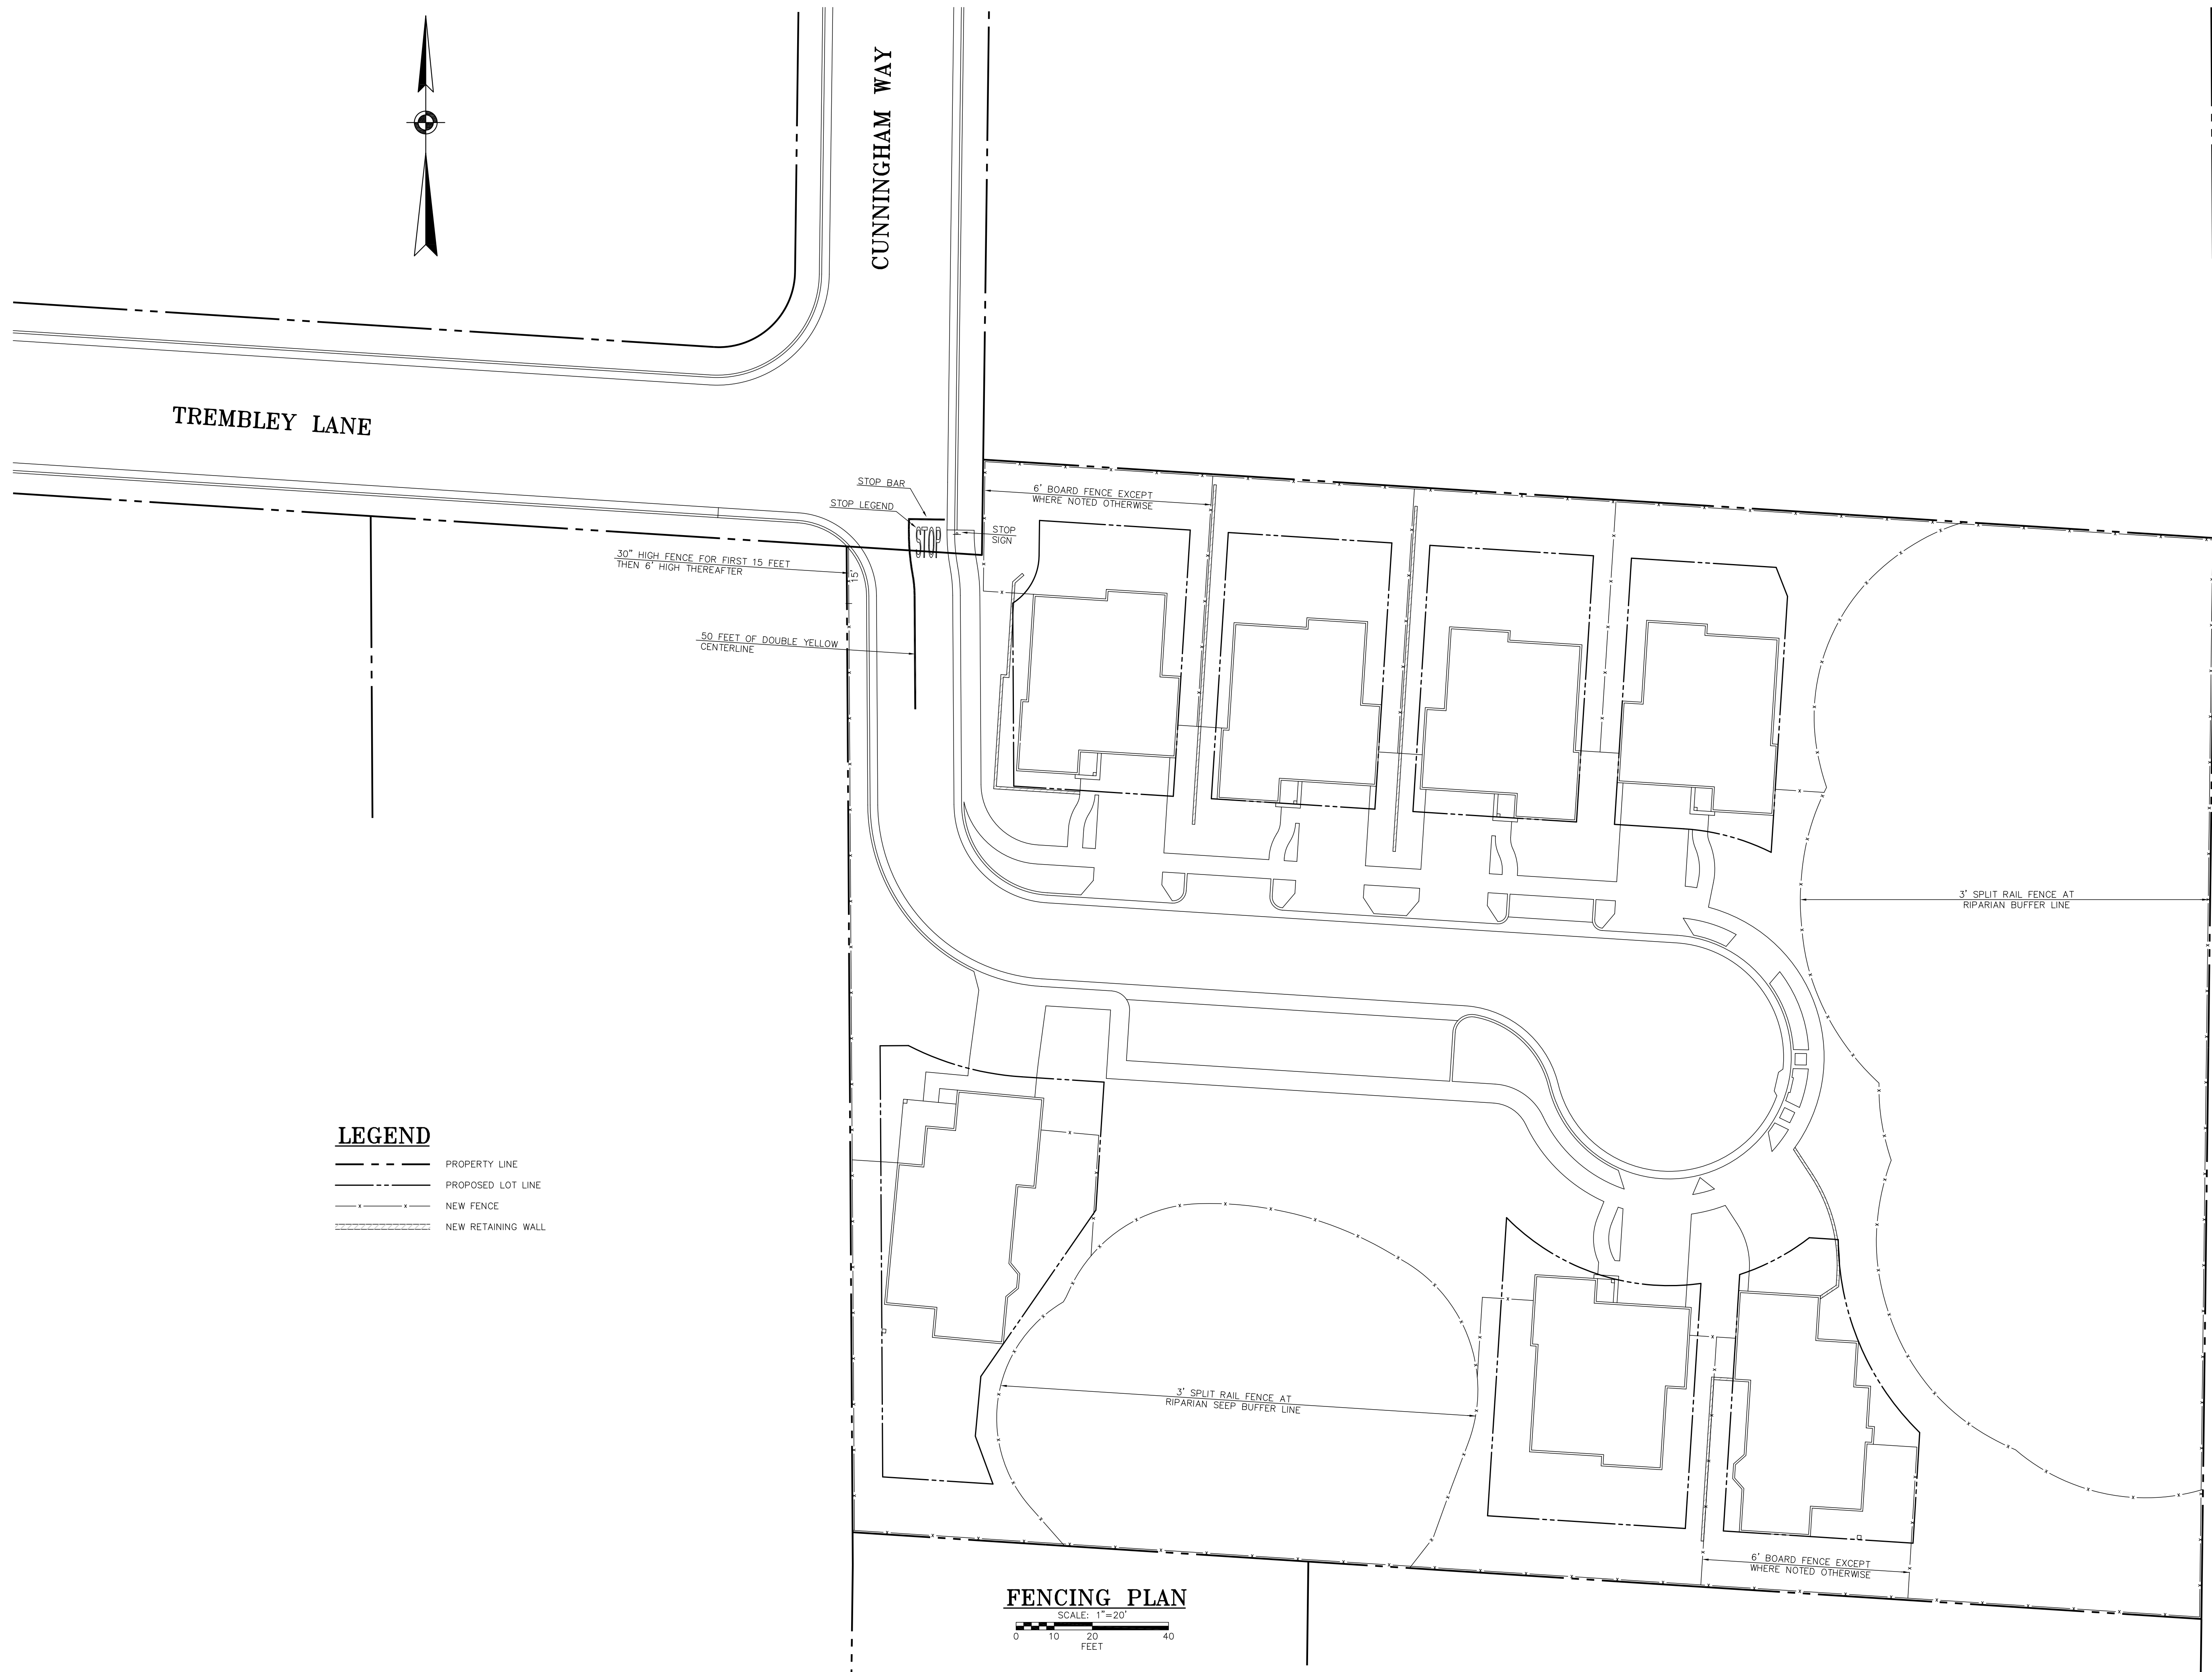 CUNNINGHAM WAY
TREMBLEY LANE
STOP BAR
STOP LEGEND
STOP
STOP
SIGN
6' BOARD FENCE EXCEPT
WHERE NOTED OTHERWISE
30" HIGH FENCE FOR FIRST 15 FEET
THEN 6' HIGH THEREAFTER
15'
50 FEET OF DOUBLE YELLOW
CENTERLINE
3' SPLIT RAIL FENCE AT
RIPARIAN BUFFER LINE
LEGEND
PROPERTY LINE
PROPOSED LOT LINE
NEW FENCE
NEW RETAINING WALL
3' SPLIT RAIL FENCE AT
RIPARIAN SEEP BUFFER LINE
6' BOARD FENCE EXCEPT
WHERE NOTED OTHERWISE
FENCING PLAN
SCALE: 1"=20'
0 10 20 40
FEET